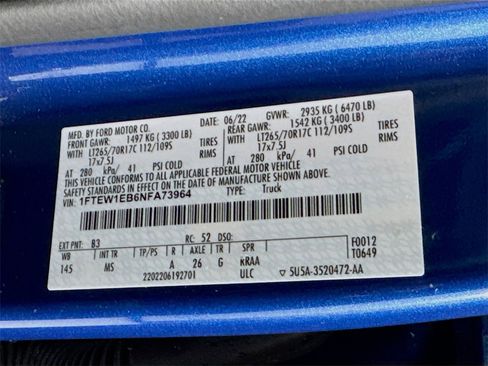 MFD. BY FORD MOTOR CO. DATE: 06/22 GVWR: 2935 KG (6470 LB)
FRONT GAWR: 1497 KG (3300 LB) REAR GAWR: 1542 KG (3400 LB)
WITH LT265/70R17C 112/109S TIRES WITH LT265/70R17C 112/109S TIRES
17x7.5J RIMS 17x7.5J RIMS
AT 280 kPa/ 41 PSI COLD AT 280 kPa/ 41 PSI COLD
THIS VEHICLE CONFORMS TO ALL APPLICABLE FEDERAL MOTOR VEHICLE
SAFETY STANDARDS IN EFFECT ON THE DATE OF MANUFACTURE SHOWN ABOVE.
VIN: 1FTEW1EB6NFA73964 TYPE: Truck
EXT PNT: B3 RC: 52 DSO: F0012
WB TP/PS R AXLE TR SPR T0649
145 MS A 26 G KRAA
2202206192701 ULC 5U5A-3520472-AA